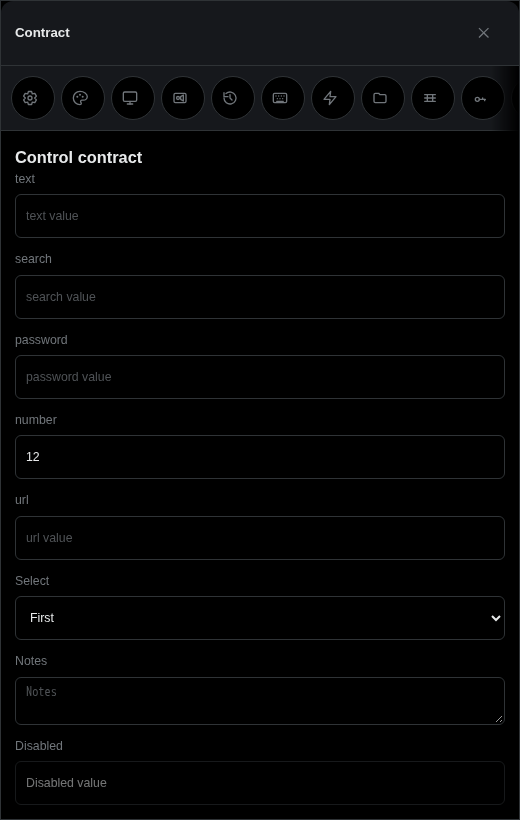 Contract
Control contract
text
text value
search
search value
password
password value
number
12
url
url value
Select
First
Notes
Notes
Disabled
Disabled value